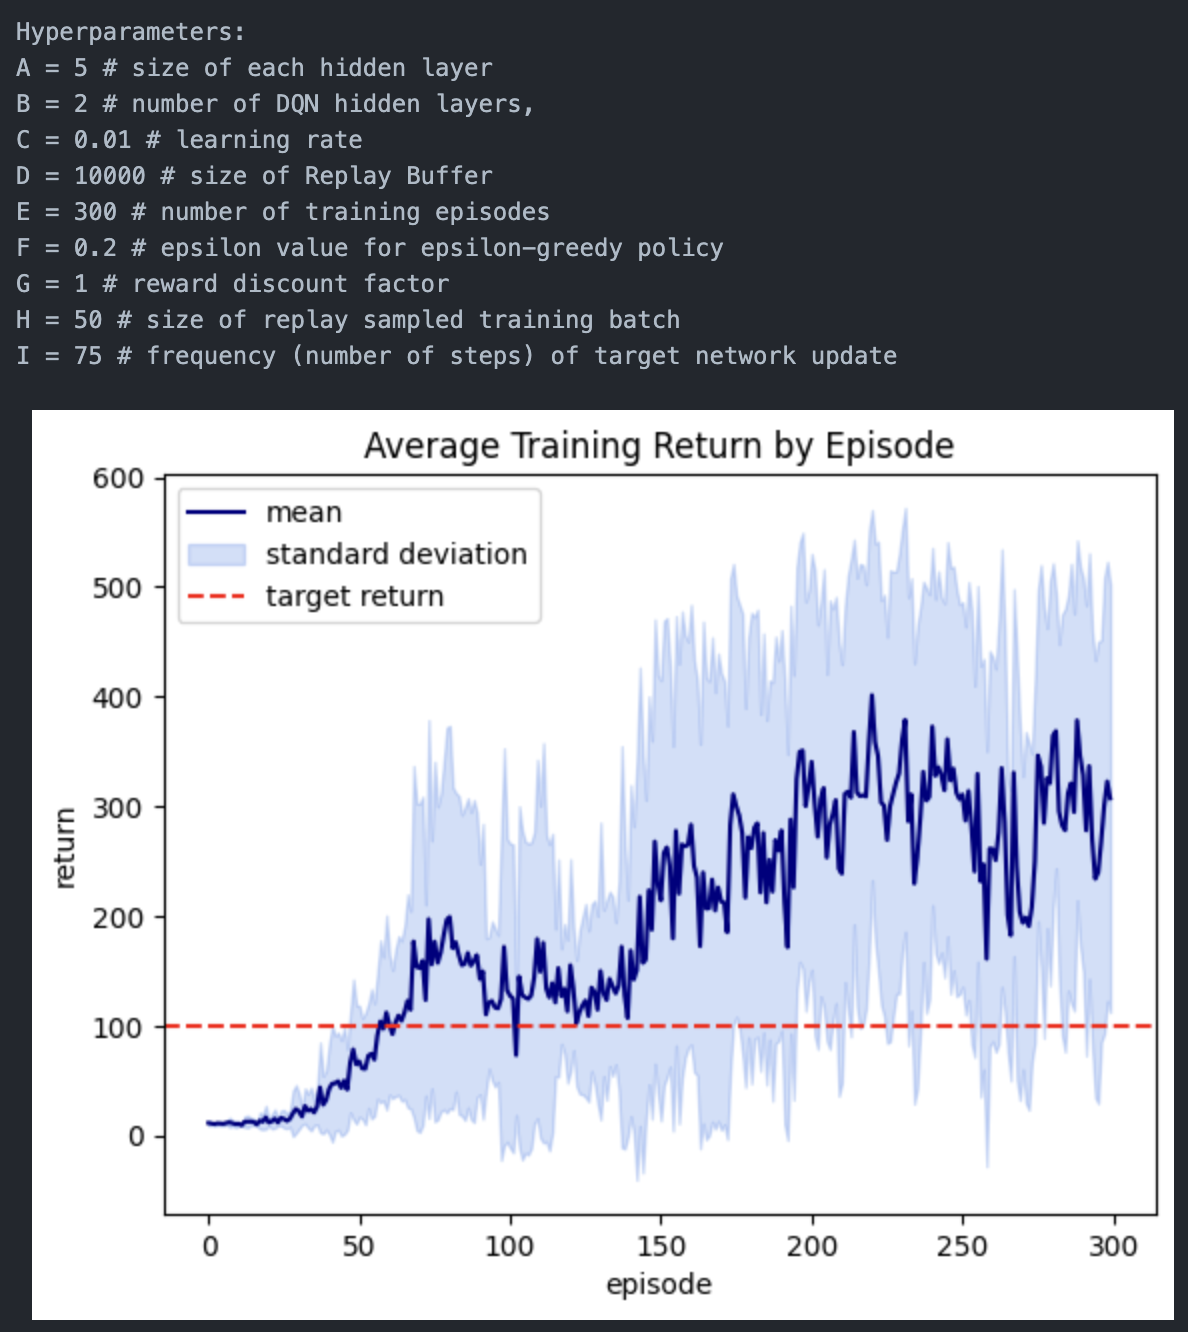 Hyperparameters:
A = 5 # size of each hidden layer
B = 2 # number of DQN hidden layers,
C = 0.01 # learning rate
D = 10000 # size of Replay Buffer
E = 300 # number of training episodes
F = 0.2 # epsilon value for epsilon-greedy policy
G = 1 # reward discount factor
H = 50 # size of replay sampled training batch
I = 75 # frequency (number of steps) of target network update
Average Training Return by Episode
mean
standard deviation
target return
600
500
400
300
200
100
0
return
0 50 100 150 200 250 300
episode